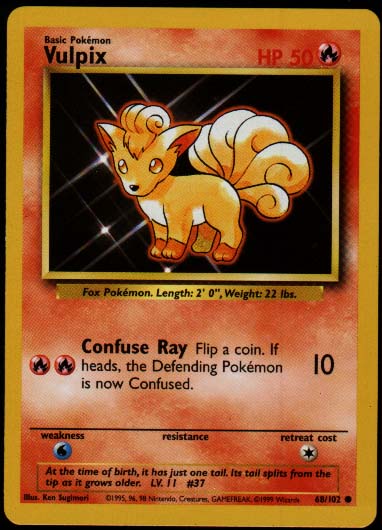 Basic Pokémon
Vulpix HP 50
Fox Pokémon. Length: 2' 0", Weight: 22 lbs.
Confuse Ray Flip a coin. If
heads, the Defending Pokémon
is now Confused.
10
weakness resistance retreat cost
At the time of birth, it has just one tail. Its tail splits from the
tip as it grows older. LV. 11 #37
Illus. Ken Sugimori ©1995, 96, 98 Nintendo, Creatures, GAMEFREAK. ©1999 Wizards. 68/102